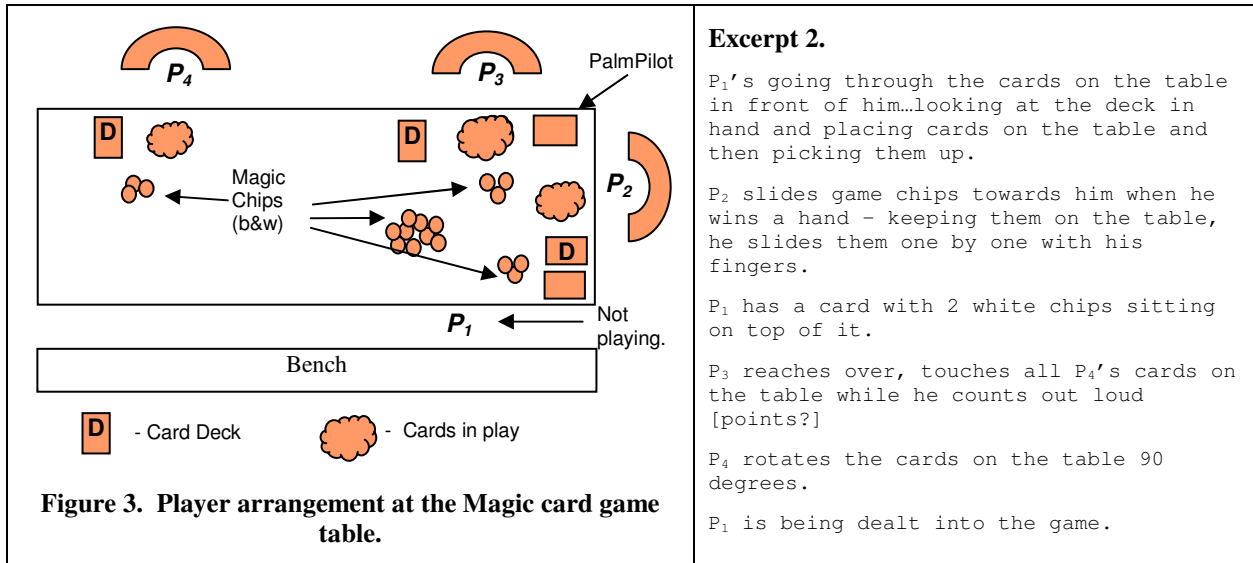 P4
P3
PalmPilot
D
D
P2
Magic
Chips
(b&w)
D
P1
Not
playing.
Bench
D
- Card Deck
- Cards in play
Figure 3. Player arrangement at the Magic card game
table.
Excerpt 2.
P1's going through the cards on the table
in front of him…looking at the deck in
hand and placing cards on the table and
then picking them up.
P2 slides game chips towards him when he
wins a hand – keeping them on the table,
he slides them one by one with his
fingers.
P1 has a card with 2 white chips sitting
on top of it.
P3 reaches over, touches all P4's cards on
the table while he counts out loud
[points?]
P4 rotates the cards on the table 90
degrees.
P1 is being dealt into the game.